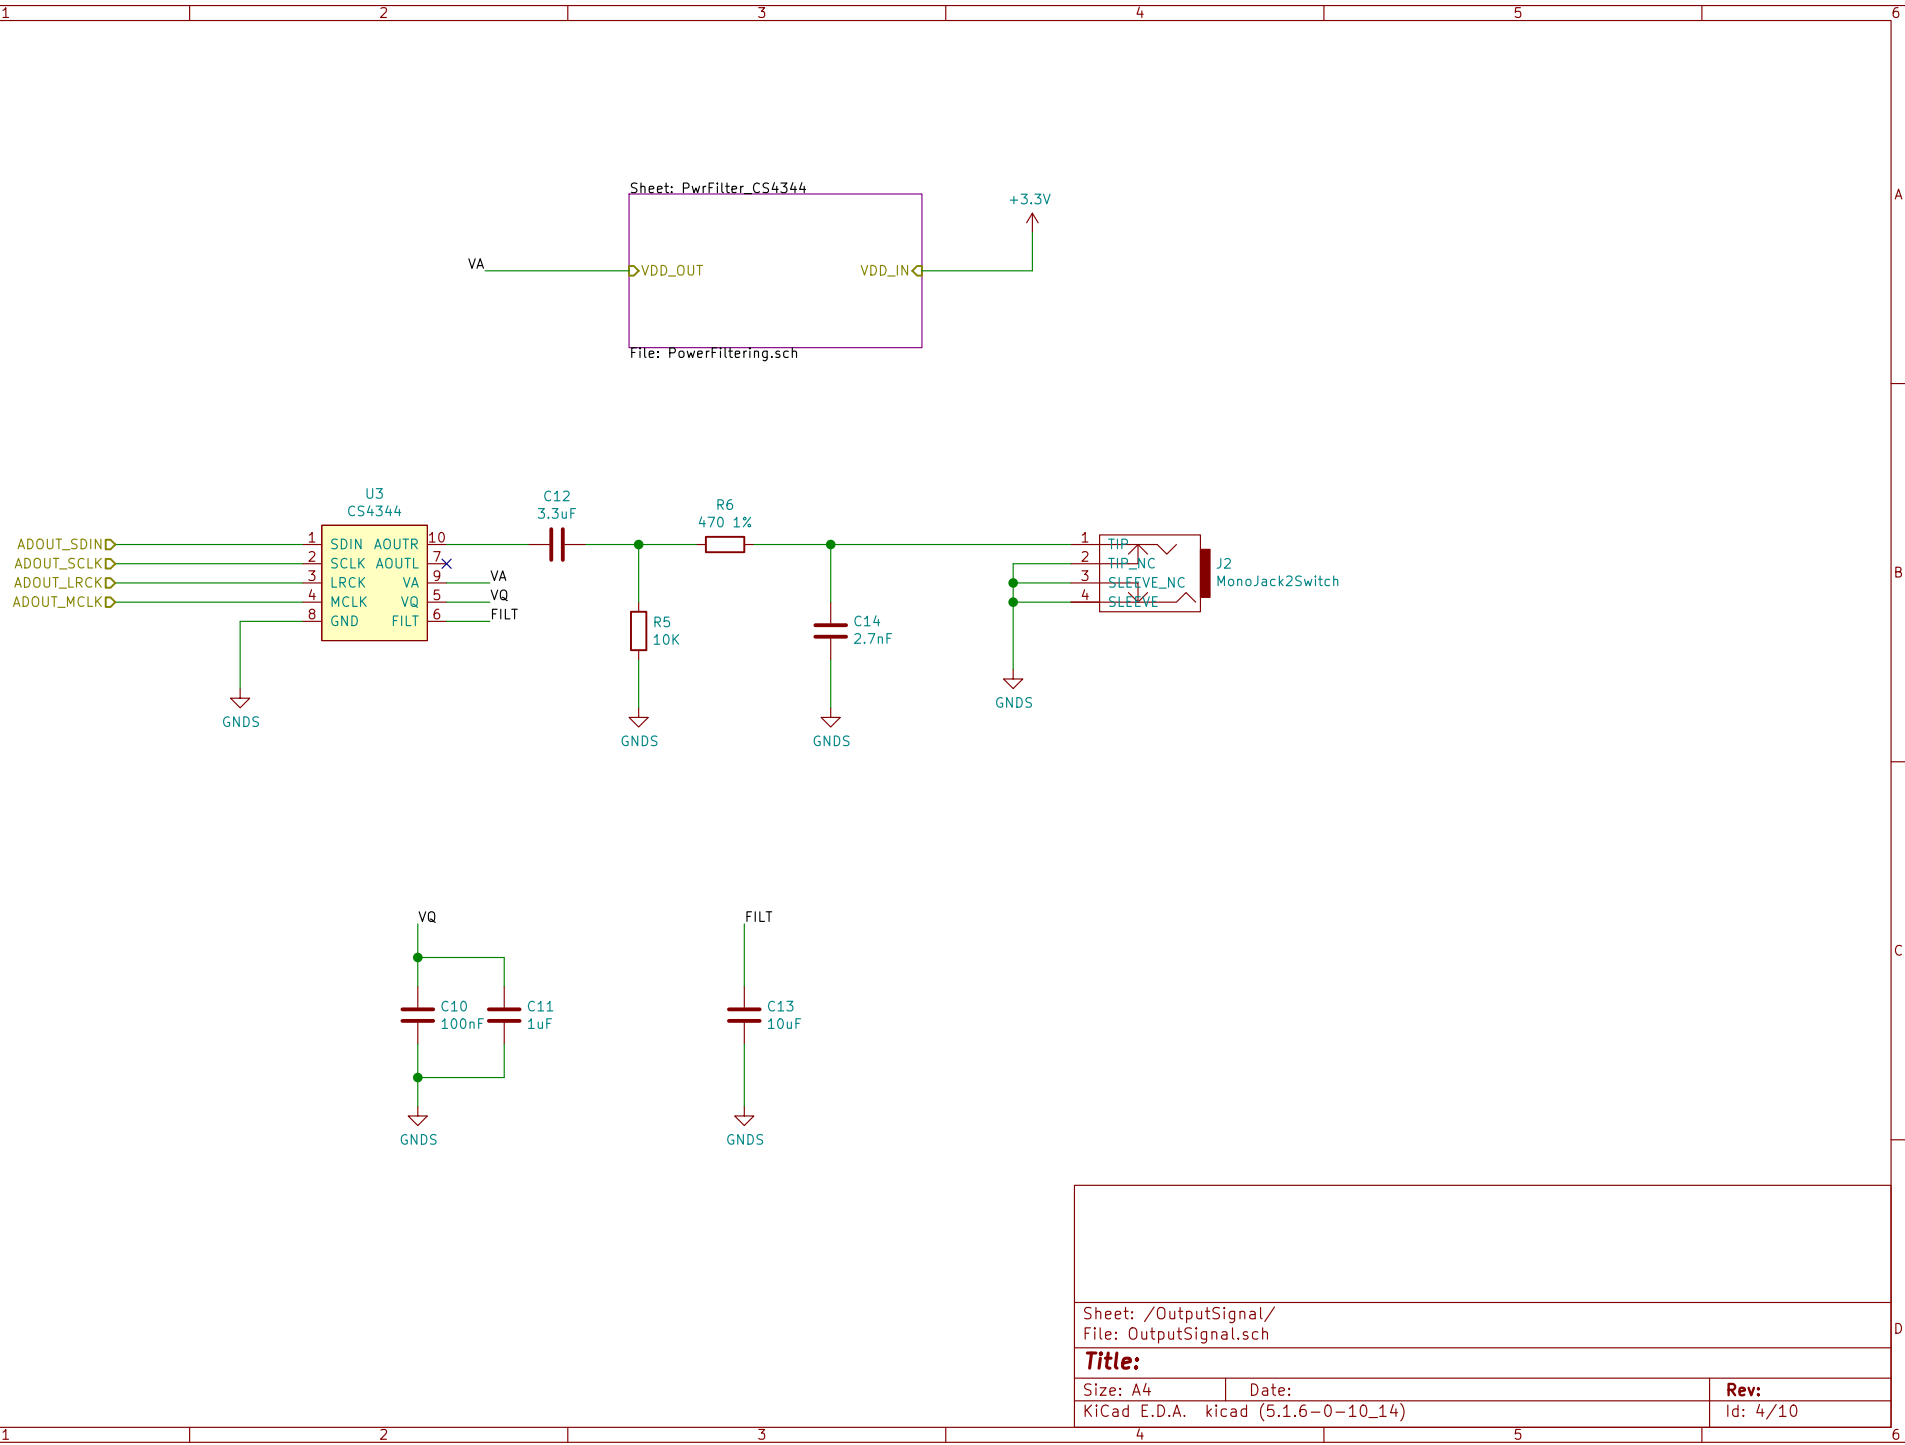 1 2 3 4 5 6
Sheet: PwrFilter_CS4344
+3.3V
A
VA
VDD_OUT
VDD_IN
File: PowerFiltering.sch
U3
CS4344
C12
3.3uF
R6
470 1%
ADOUT_SDIN
ADOUT_SCLK
ADOUT_LRCK
ADOUT_MCLK
1 SDIN AOUTR 10
2 SCLK AOUTL 7
3 LRCK VA 9
4 MCLK VQ 5
8 GND FILT 6
VA
VQ
FILT
R5
10K
C14
2.7nF
1 TIP
2 TIP_NC
3 SLEEVE_NC
4 SLEEVE
J2
MonoJack2Switch
B
GNDS
GNDS
GNDS
GNDS
VQ
FILT
C
C10
100nF
C11
1uF
C13
10uF
GNDS
GNDS
Sheet: /OutputSignal/
File: OutputSignal.sch
D
Title:
Size: A4 Date: Rev:
KiCad E.D.A. kicad (5.1.6-0-10_14) Id: 4/10
1 2 3 4 5 6